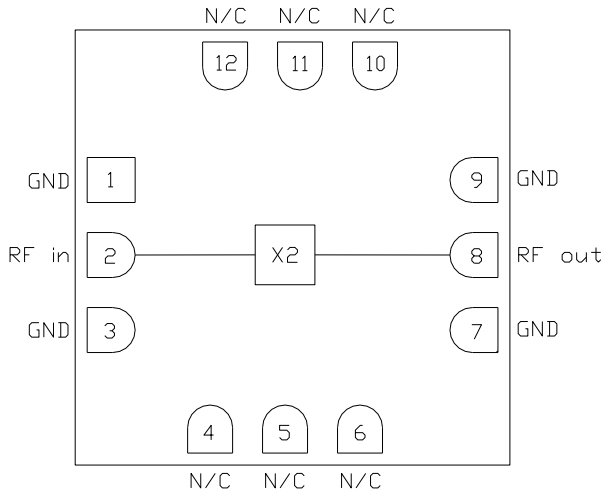 N/C N/C N/C
12 11 10
GND 1 9 GND
RF in 2 X2 8 RF out
GND 3 7 GND
4 5 6
N/C N/C N/C